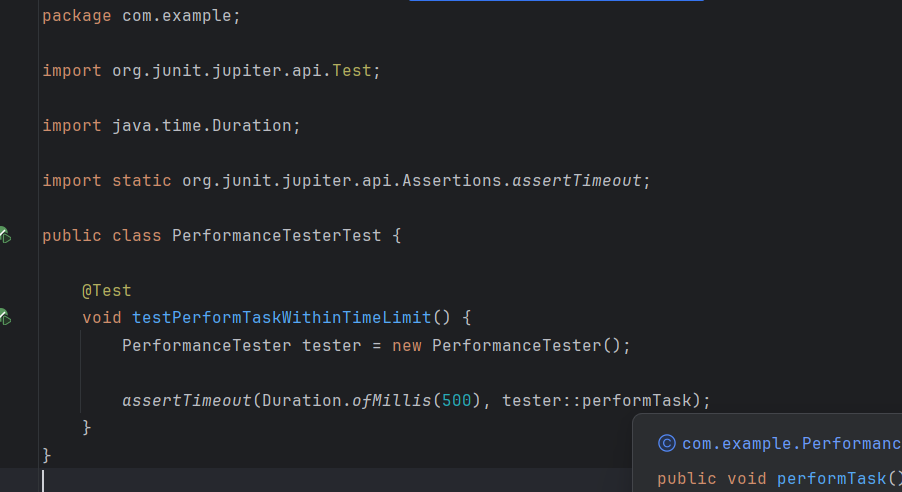 package com.example;
import org.junit.jupiter.api.Test;
import java.time.Duration;
import static org.junit.jupiter.api.Assertions.assertTimeout;
public class PerformanceTesterTest {
@Test
void testPerformTaskWithinTimeLimit() {
PerformanceTester tester = new PerformanceTester();
assertTimeout(Duration.ofMillis(500), tester::performTask);
}
}
com.example.Performanc
public void performTask()